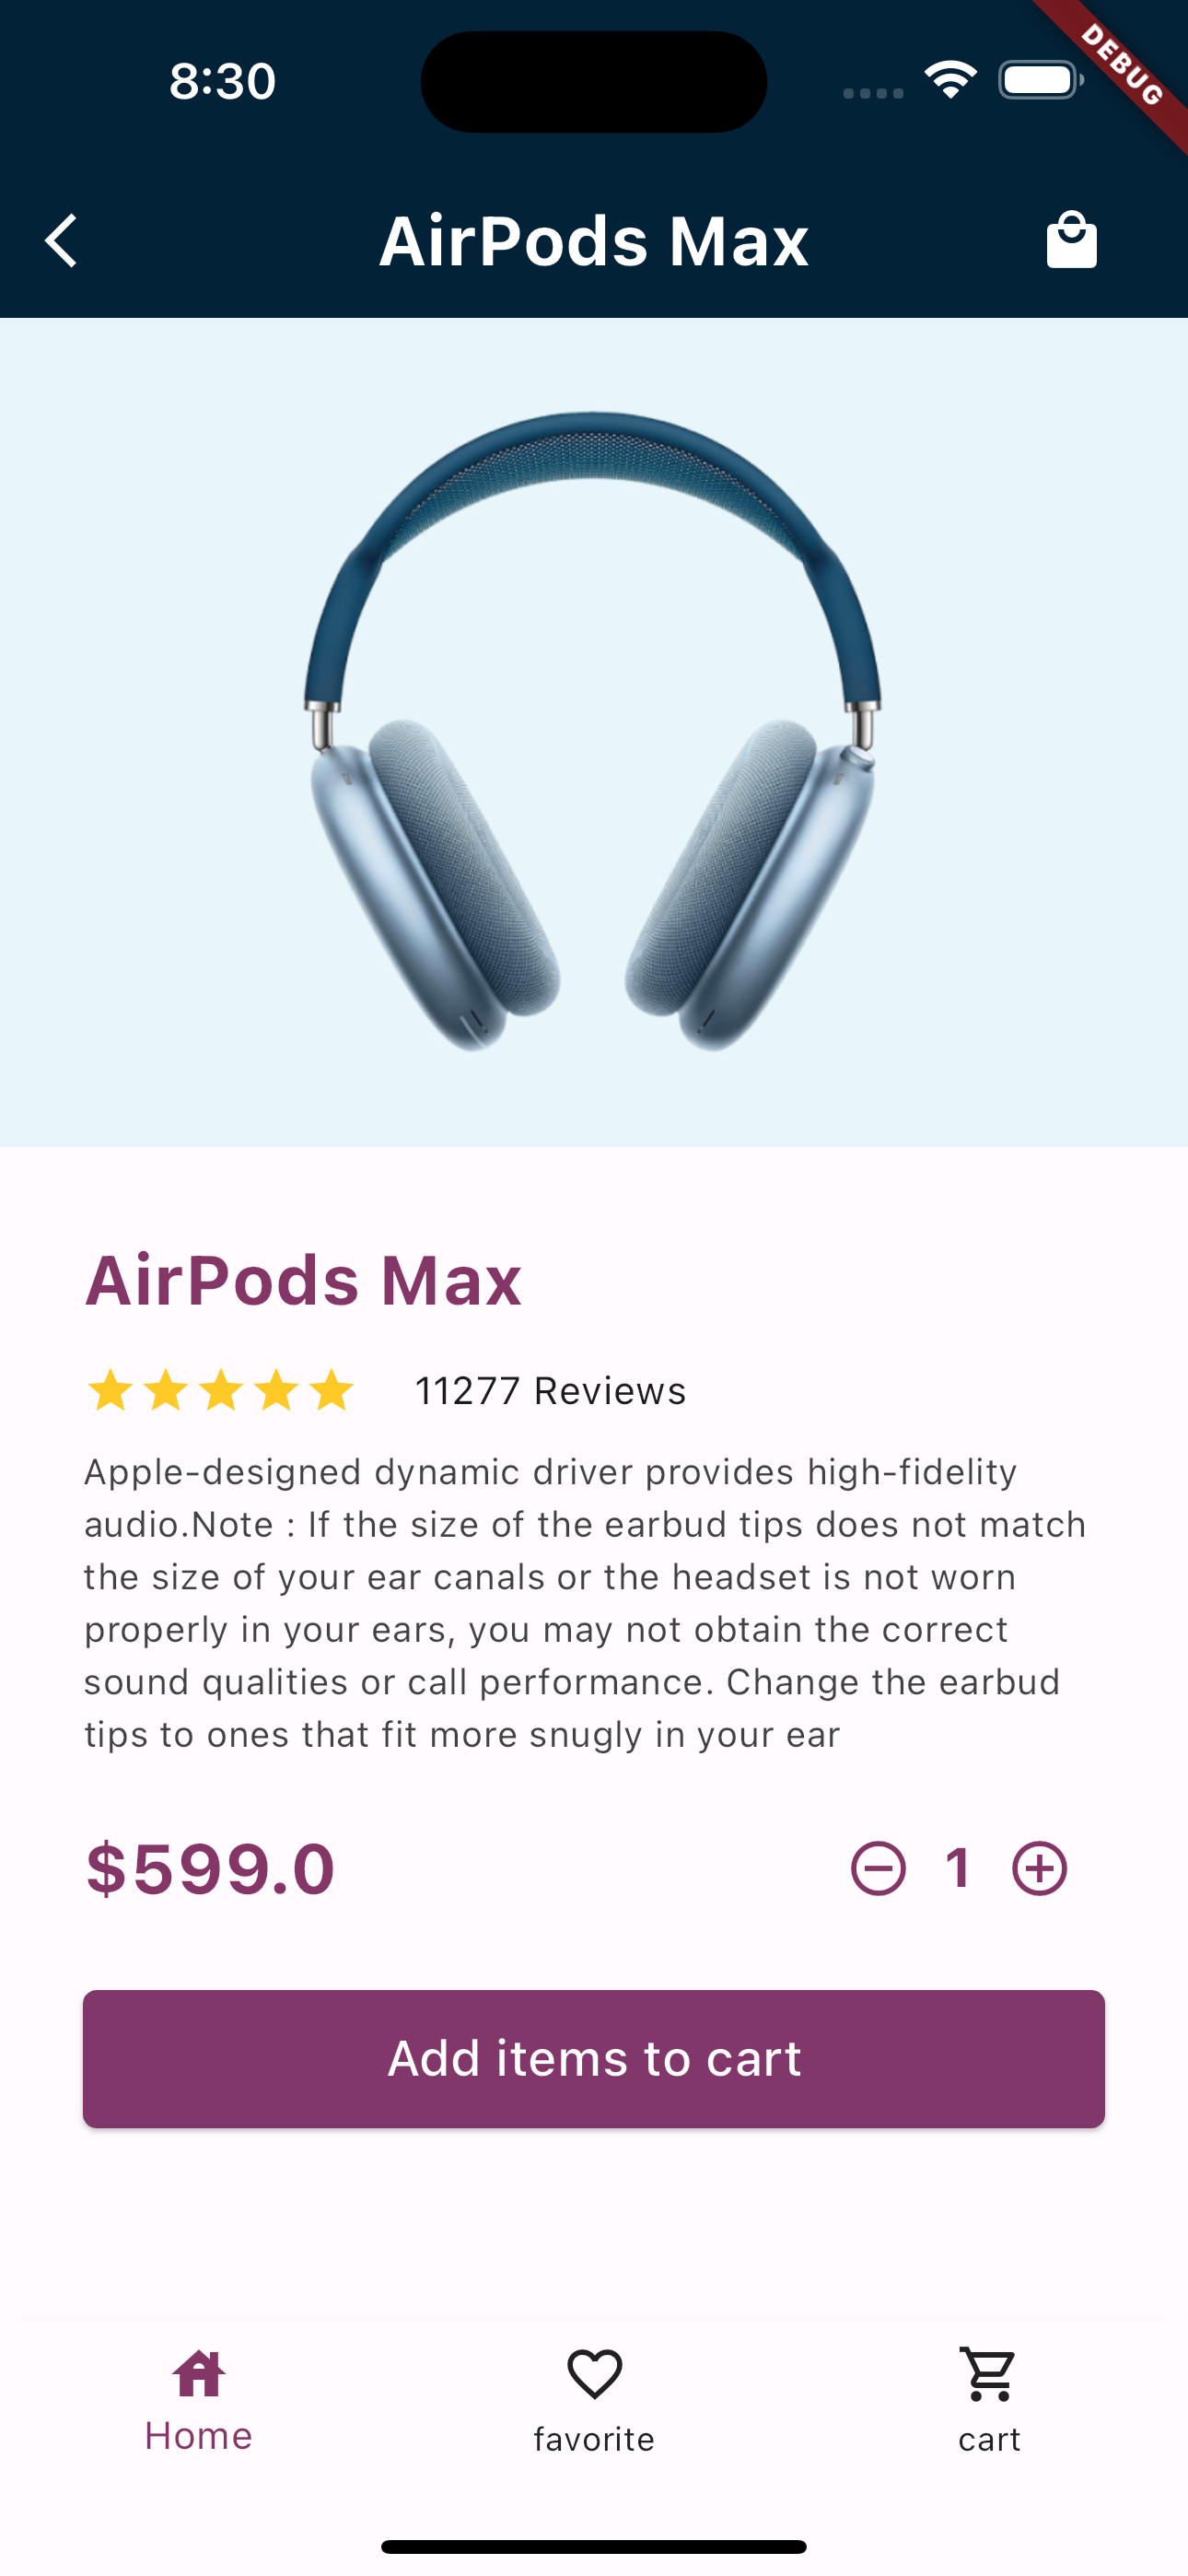 8:30
DEBUG
AirPods Max
AirPods Max
11277 Reviews
Apple-designed dynamic driver provides high-fidelity
audio.Note : If the size of the earbud tips does not match
the size of your ear canals or the headset is not worn
properly in your ears, you may not obtain the correct
sound qualities or call performance. Change the earbud
tips to ones that fit more snugly in your ear
$599.0
1
Add items to cart
Home
favorite
cart